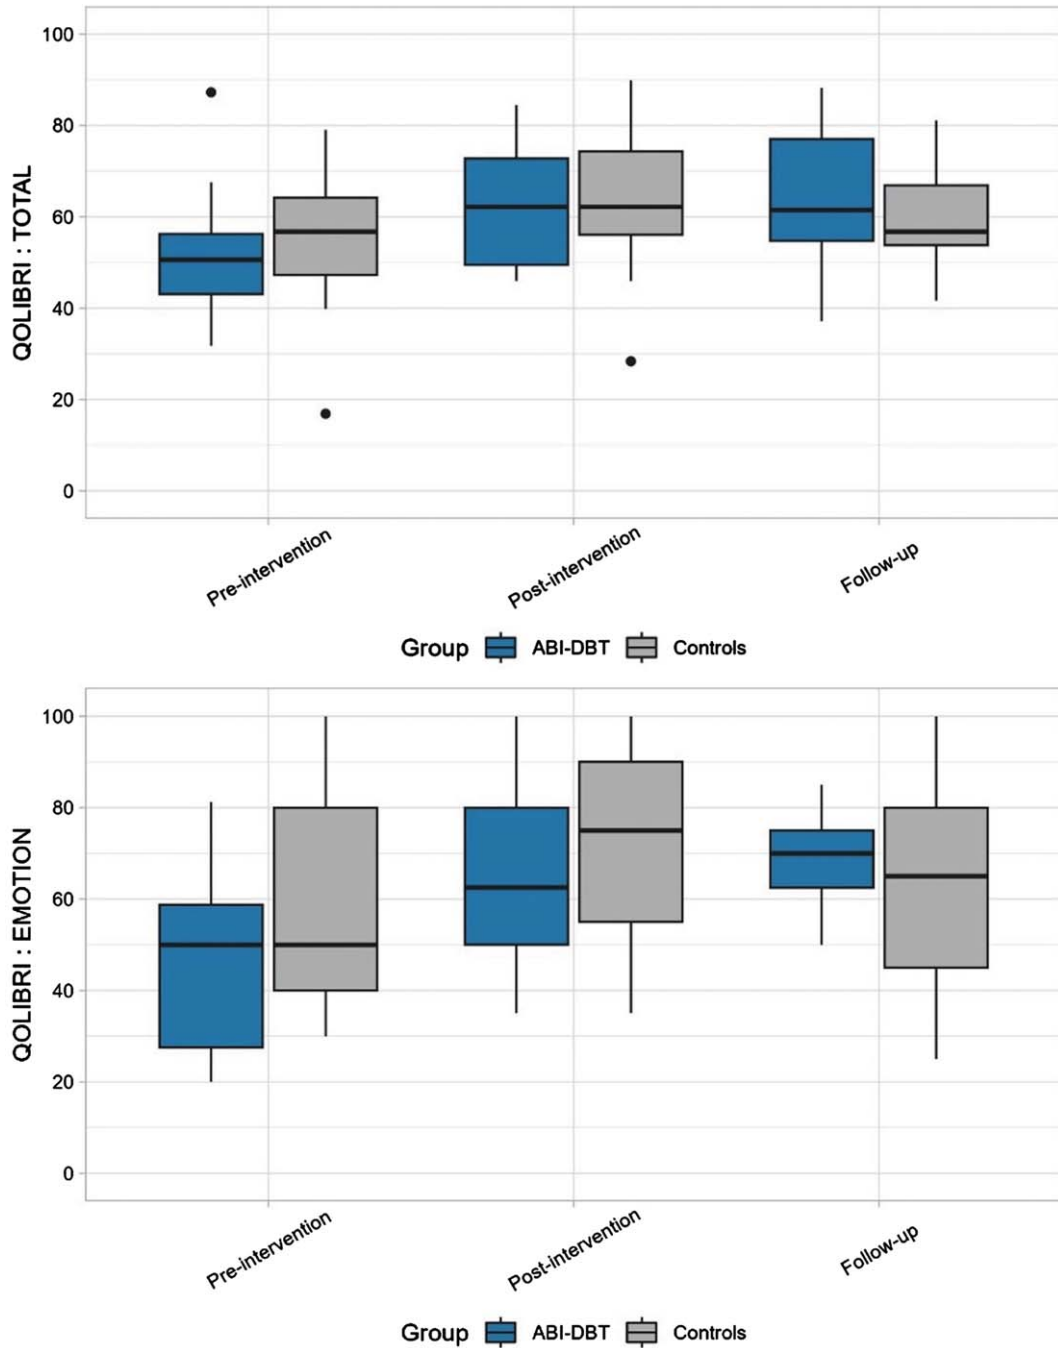 QOLIBRI : TOTAL
100
80
60
40
20
0
Pre-intervention
Post-intervention
Follow-up
Group ABI-DBT Controls
QOLIBRI : EMOTION
100
80
60
40
20
0
Pre-intervention
Post-intervention
Follow-up
Group ABI-DBT Controls